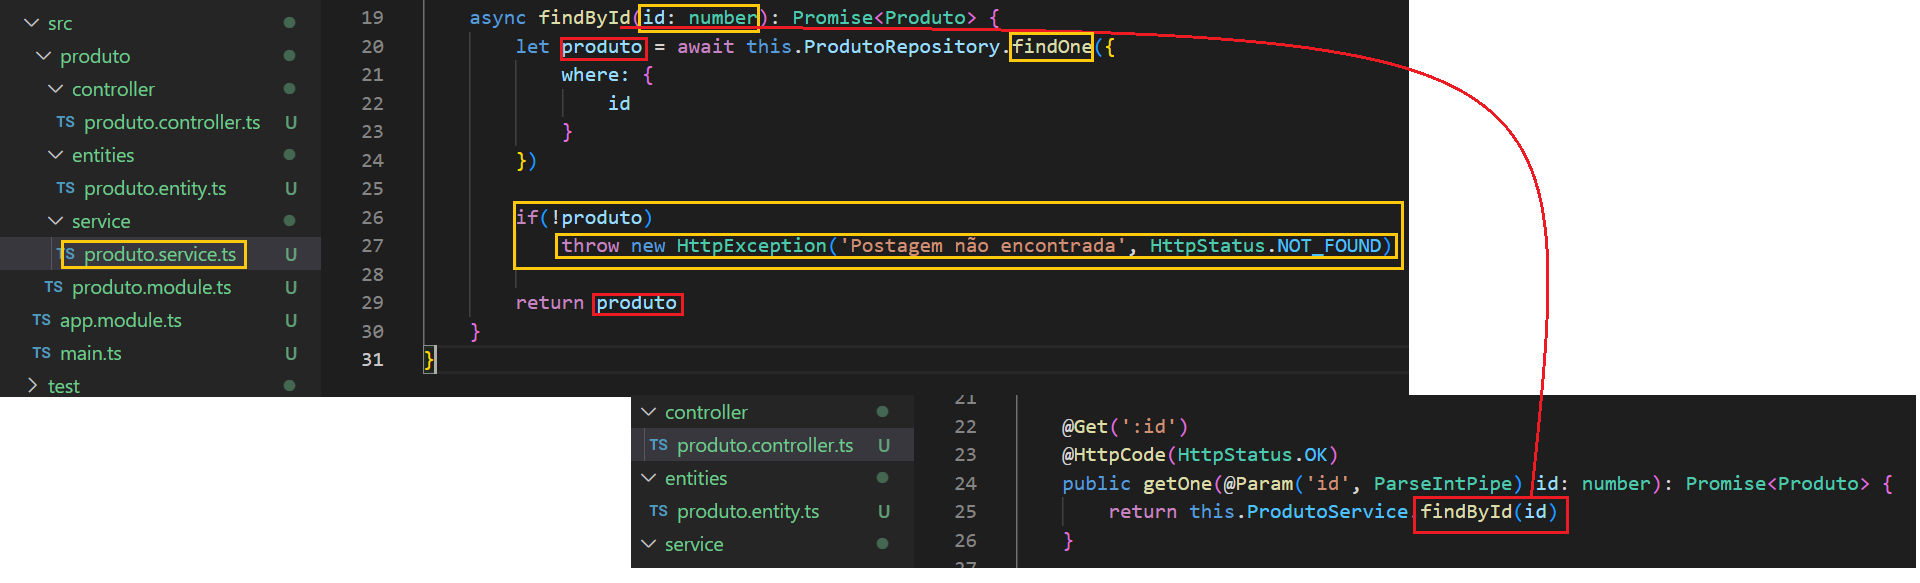 src
produto
controller
TS produto.controller.ts U
entities
TS produto.entity.ts U
service
TS produto.service.ts U
TS produto.module.ts U
TS app.module.ts U
TS main.ts U
test
19 async findById(id: number): Promise<Produto> {
20 let produto = await this.ProdutoRepository.findOne({
21 where: {
22 id
23 }
24 })
25
26 if(!produto)
27 throw new HttpException('Postagem não encontrada', HttpStatus.NOT_FOUND)
28
29 return produto
30 }
31 }
controller
TS produto.controller.ts U
entities
TS produto.entity.ts U
service
21
22 @Get(':id')
23 @HttpCode(HttpStatus.OK)
24 public getOne(@Param('id', ParseIntPipe) id: number): Promise<Produto> {
25 return this.ProdutoService.findById(id)
26 }
27